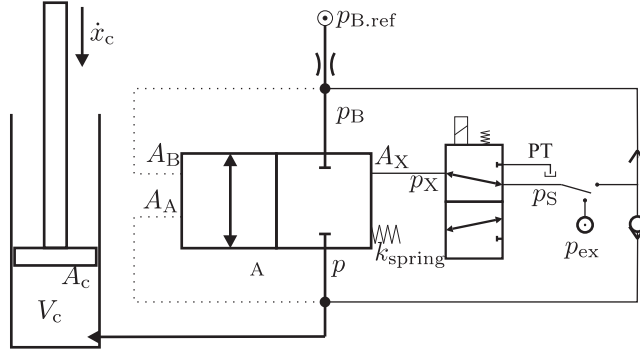 ẋ_c
p_B.ref
p_B
A_B
A_X
A_A
p_X
PT
p_S
p_ex
k_spring
A
p
A_c
V_c